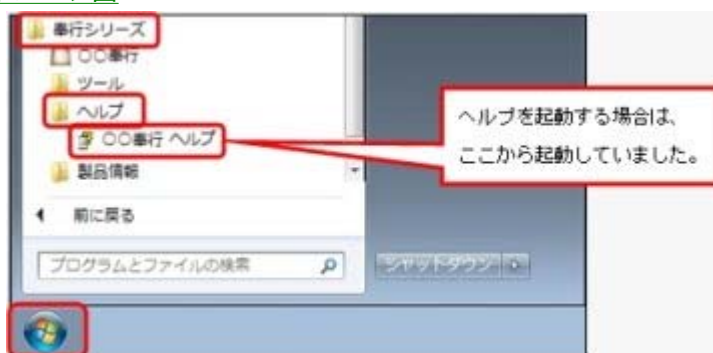 奉行シリーズ
〇〇奉行
ツール
ヘルプ
〇〇奉行 ヘルプ
製品情報
前に戻る
プログラムとファイルの検索
シャットダウン
ヘルプを起動する場合は、
ここから起動していました。